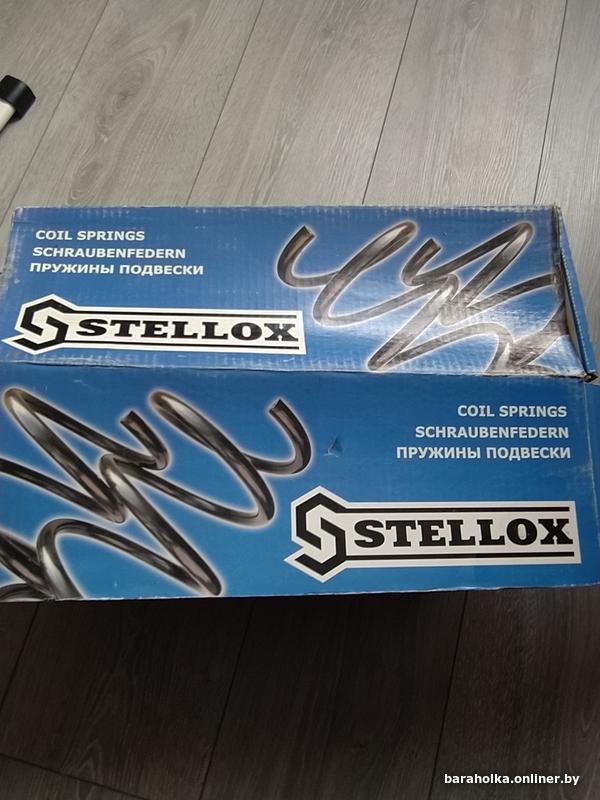 COIL SPRINGS
SCHRAUBENFEDERN
ПРУЖИНЫ ПОДВЕСКИ
STELLOX
COIL SPRINGS
SCHRAUBENFEDERN
ПРУЖИНЫ ПОДВЕСКИ
STELLOX
baraholka.onliner.by